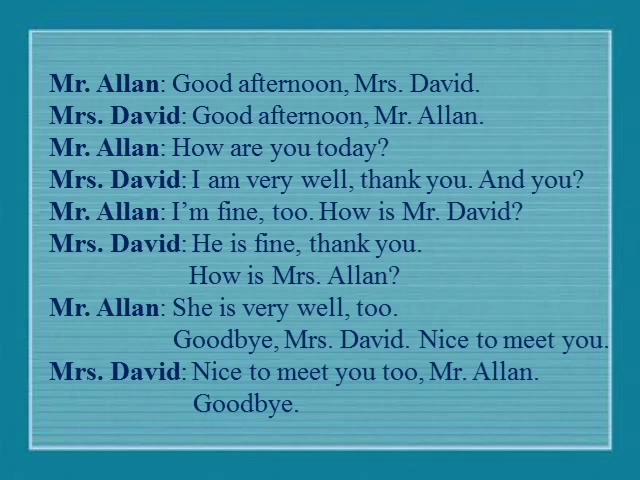 Mr. Allan: Good afternoon, Mrs. David.
Mrs. David: Good afternoon, Mr. Allan.
Mr. Allan: How are you today?
Mrs. David: I am very well, thank you. And you?
Mr. Allan: I’m fine, too. How is Mr. David?
Mrs. David: He is fine, thank you.
How is Mrs. Allan?
Mr. Allan: She is very well, too.
Goodbye, Mrs. David. Nice to meet you.
Mrs. David: Nice to meet you too, Mr. Allan.
Goodbye.